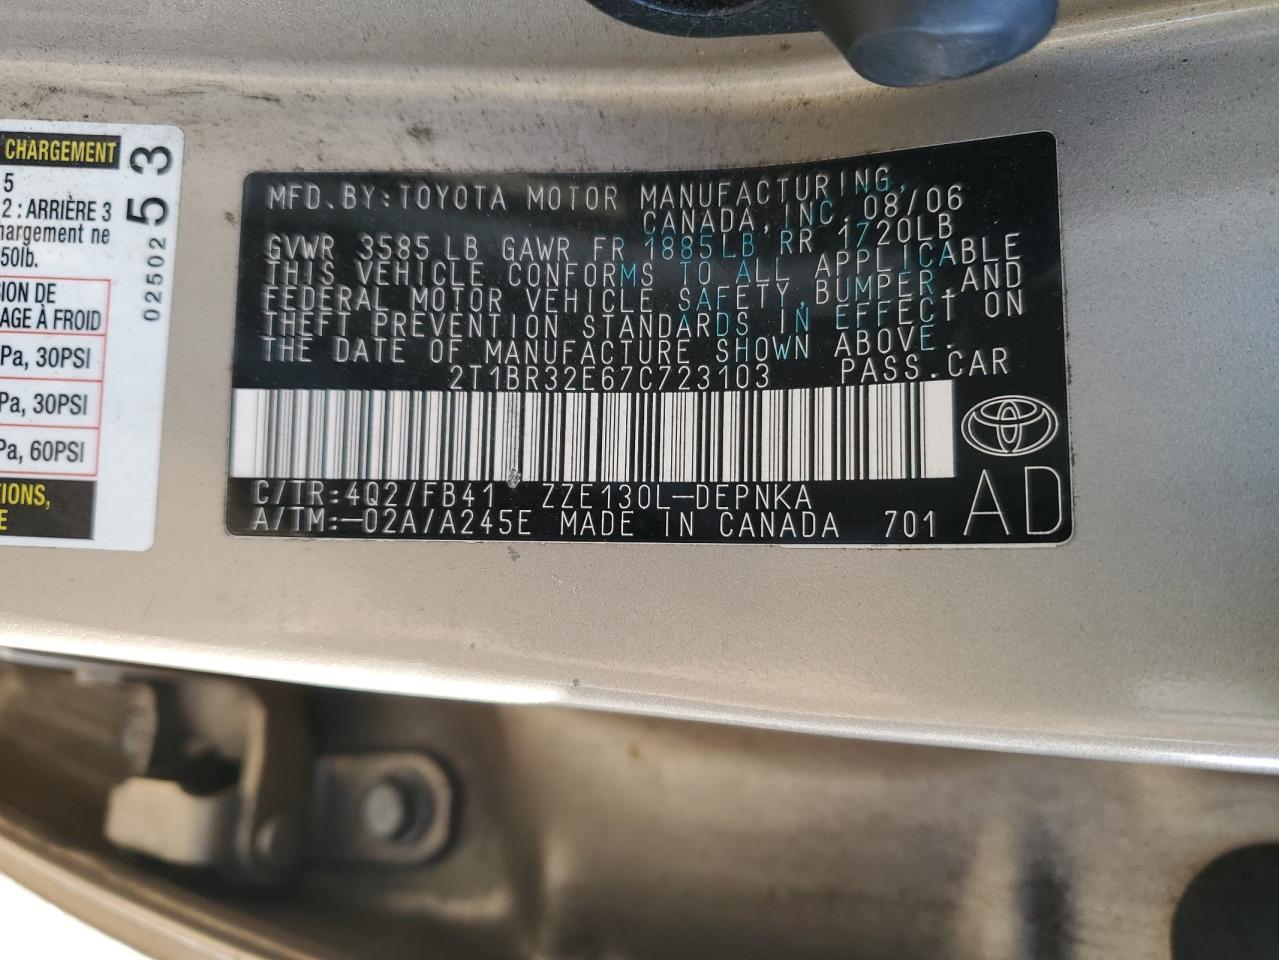 CHARGEMENT
5
2 : ARRIÈRE 3
hargement ne
50lb.
ION DE
AGE À FROID
Pa, 30PSI
Pa, 30PSI
Pa, 60PSI
TIONS,
E
02502 53
MFD.BY:TOYOTA MOTOR MANUFACTURING,
CANADA,INC. 08/06
GVWR 3585LB GAWR FR 1885LB RR 1720LB
THIS VEHICLE CONFORMS TO ALL APPLICABLE
FEDERAL MOTOR VEHICLE SAFETY,BUMPER,AND
THEFT PREVENTION STANDARDS IN EFFECT ON
THE DATE OF MANUFACTURE SHOWN ABOVE.
2T1BR32E67C723103 PASS.CAR
C/TR:4Q2/FB41 ZZE130L-DEPNKA
A/TM:-02A/A245E MADE IN CANADA 701 AD